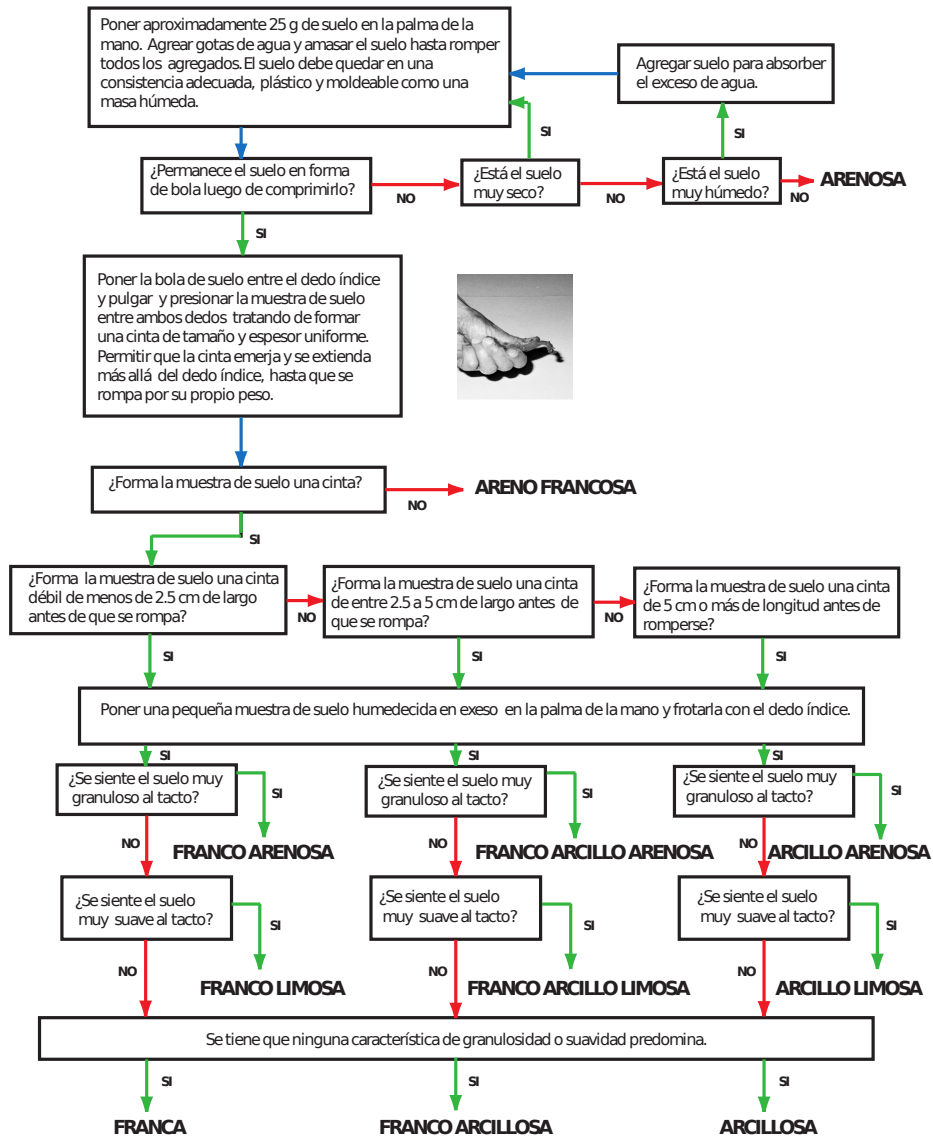 Poner aproximadamente 25 g de suelo en la palma de la
mano. Agrear gotas de agua y amasar el suelo hasta romper
todos los agregados. El suelo debe quedar en una
consistencia adecuada, plástico y moldeable como una
masa húmeda.
Agregar suelo para absorber
el exceso de agua.
SI
SI
¿Permanece el suelo en forma
de bola luego de comprimirlo?
NO
¿Está el suelo
muy seco?
NO
¿Está el suelo
muy húmedo?
NO
ARENOSA
SI
Poner la bola de suelo entre el dedo índice
y pulgar y presionar la muestra de suelo
entre ambos dedos tratando de formar
una cinta de tamaño y espesor uniforme.
Permitir que la cinta emerja y se extienda
más allá del dedo índice, hasta que se
rompa por su propio peso.
¿Forma la muestra de suelo una cinta?
NO
ARENO FRANCOSA
SI
¿Forma la muestra de suelo una cinta
débil de menos de 2.5 cm de largo
antes de que se rompa?
NO
¿Forma la muestra de suelo una cinta
de entre 2.5 a 5 cm de largo antes de
que se rompa?
NO
¿Forma la muestra de suelo una cinta
de 5 cm o más de longitud antes de
romperse?
SI
SI
SI
Poner una pequeña muestra de suelo humedecida en exeso en la palma de la mano y frotarla con el dedo índice.
SI
SI
SI
¿Se siente el suelo muy
granuloso al tacto?
SI
¿Se siente el suelo muy
granuloso al tacto?
SI
¿Se siente el suelo muy
granuloso al tacto?
SI
NO
FRANCO ARENOSA
NO
FRANCO ARCILLO ARENOSA
NO
ARCILLO ARENOSA
¿Se siente el suelo
muy suave al tacto?
SI
¿Se siente el suelo
muy suave al tacto?
SI
¿Se siente el suelo
muy suave al tacto?
SI
NO
FRANCO LIMOSA
NO
FRANCO ARCILLO LIMOSA
NO
ARCILLO LIMOSA
Se tiene que ninguna característica de granulosidad o suavidad predomina.
SI
SI
SI
FRANCA
FRANCO ARCILLOSA
ARCILLOSA